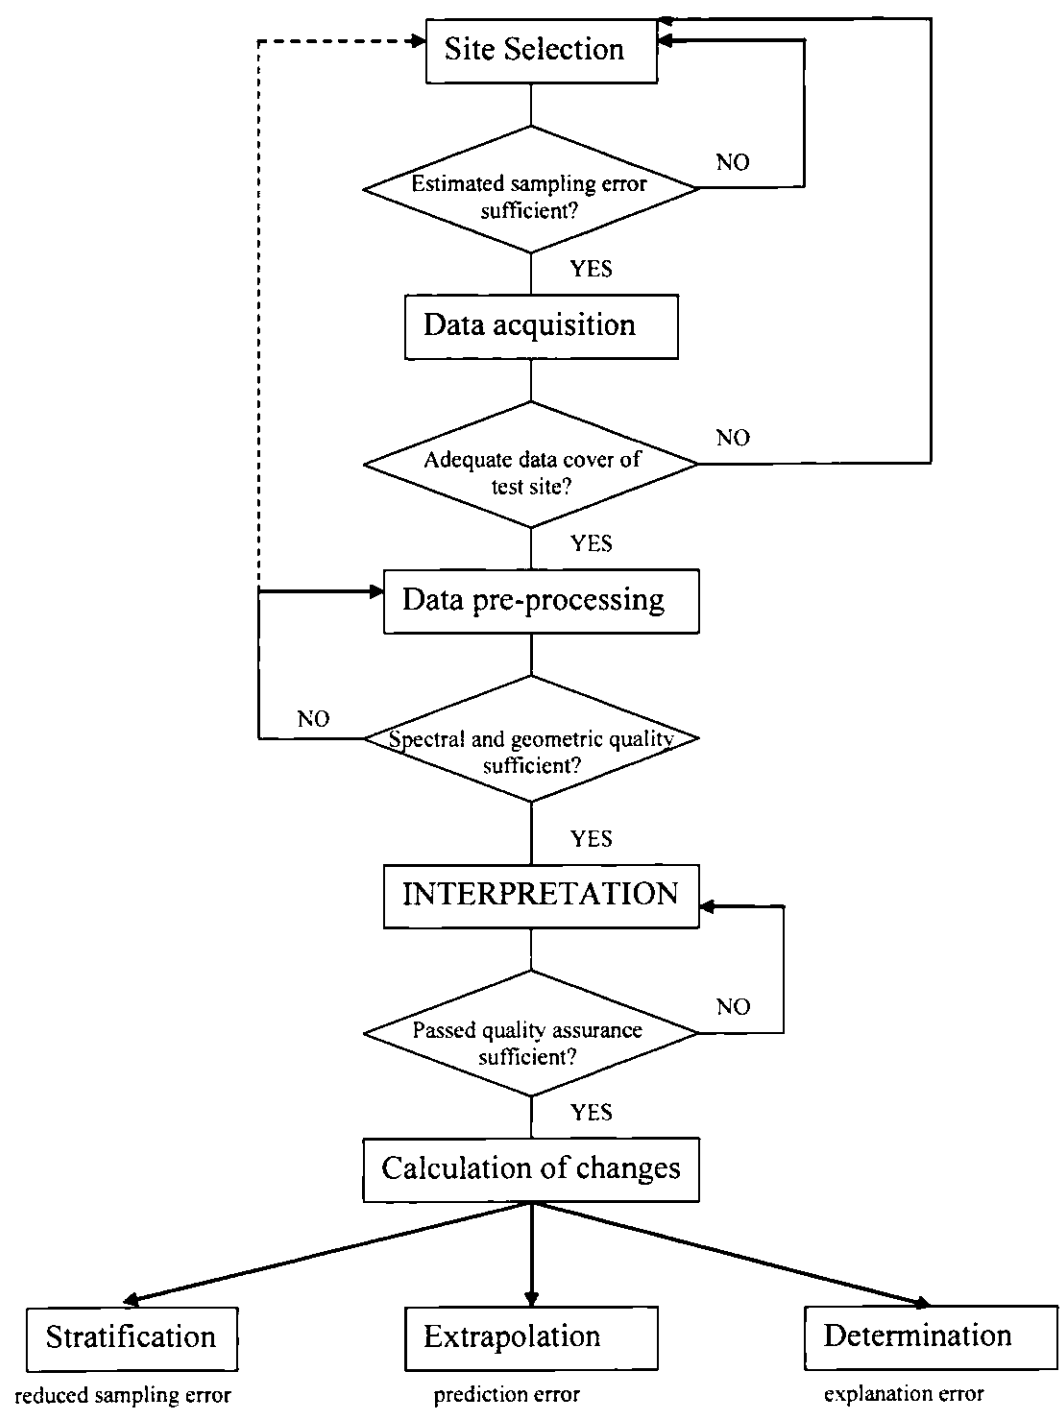 Site Selection
NO
Estimated sampling error
sufficient?
YES
Data acquisition
NO
Adequate data cover of
test site?
YES
Data pre-processing
NO
Spectral and geometric quality
sufficient?
YES
INTERPRETATION
NO
Passed quality assurance
sufficient?
YES
Calculation of changes
Stratification
Extrapolation
Determination
reduced sampling error
prediction error
explanation error